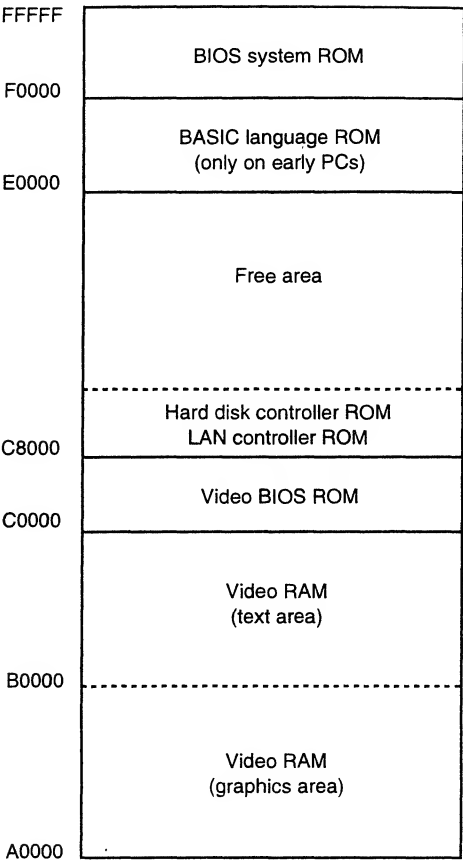 FFFFF
BIOS system ROM
F0000
BASIC language ROM
(only on early PCs)
E0000
Free area
Hard disk controller ROM
LAN controller ROM
C8000
Video BIOS ROM
C0000
Video RAM
(text area)
B0000
Video RAM
(graphics area)
A0000